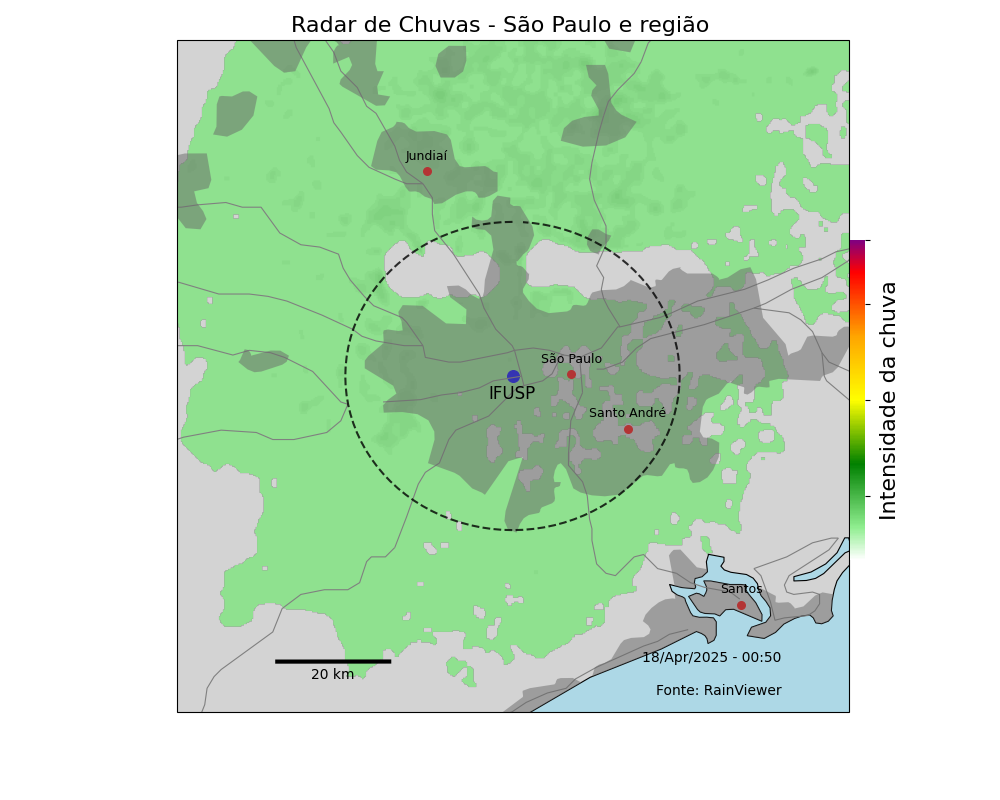 Radar de Chuvas - São Paulo e região
Jundiaí
São Paulo
IFUSP
Santo André
Santos
18/Apr/2025 - 00:50
20 km
Fonte: RainViewer
Intensidade da chuva